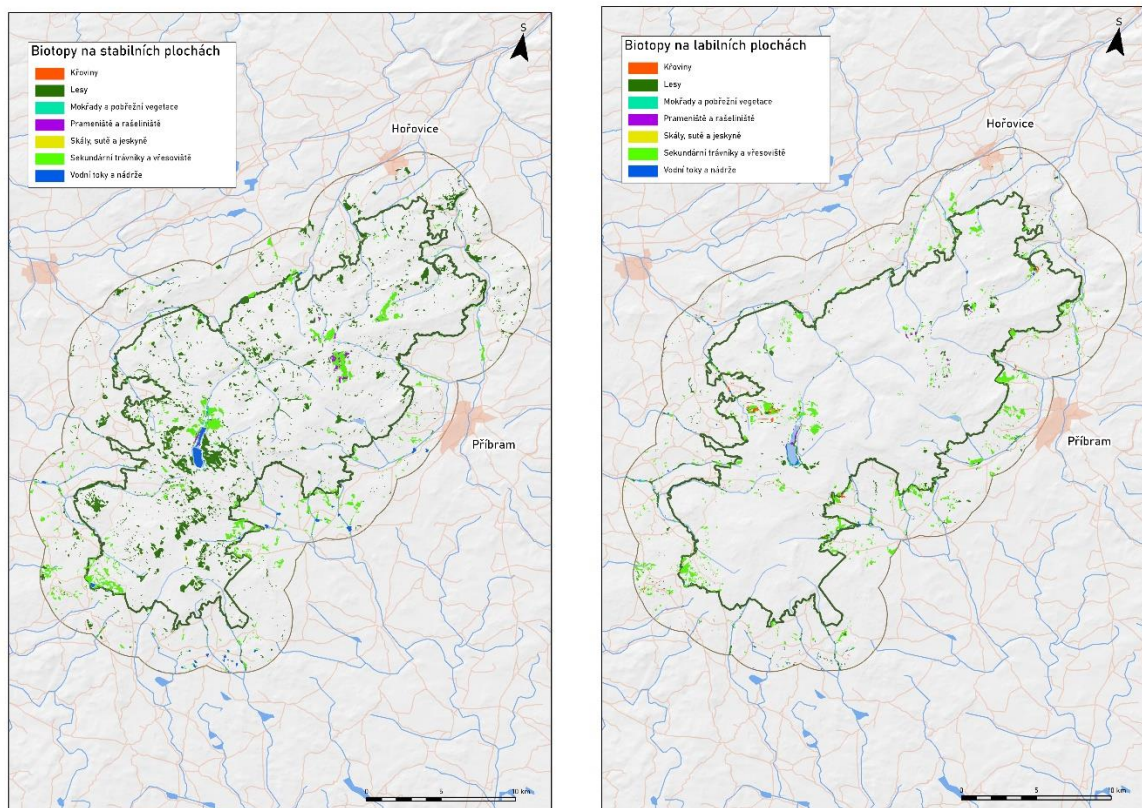 Biotopy na stabilních plochách
Křoviny
Lesy
Mokřady a pobřežní vegetace
Prameniště a rašeliniště
Skály, sutě a jeskyně
Sekundární trávníky a vřesoviště
Vodní toky a nádrže
S
Hořovice
Příbram
0 5 10 km
Biotopy na labilních plochách
Křoviny
Lesy
Mokřady a pobřežní vegetace
Prameniště a rašeliniště
Skály, sutě a jeskyně
Sekundární trávníky a vřesoviště
Vodní toky a nádrže
S
Hořovice
Příbram
0 5 10 km